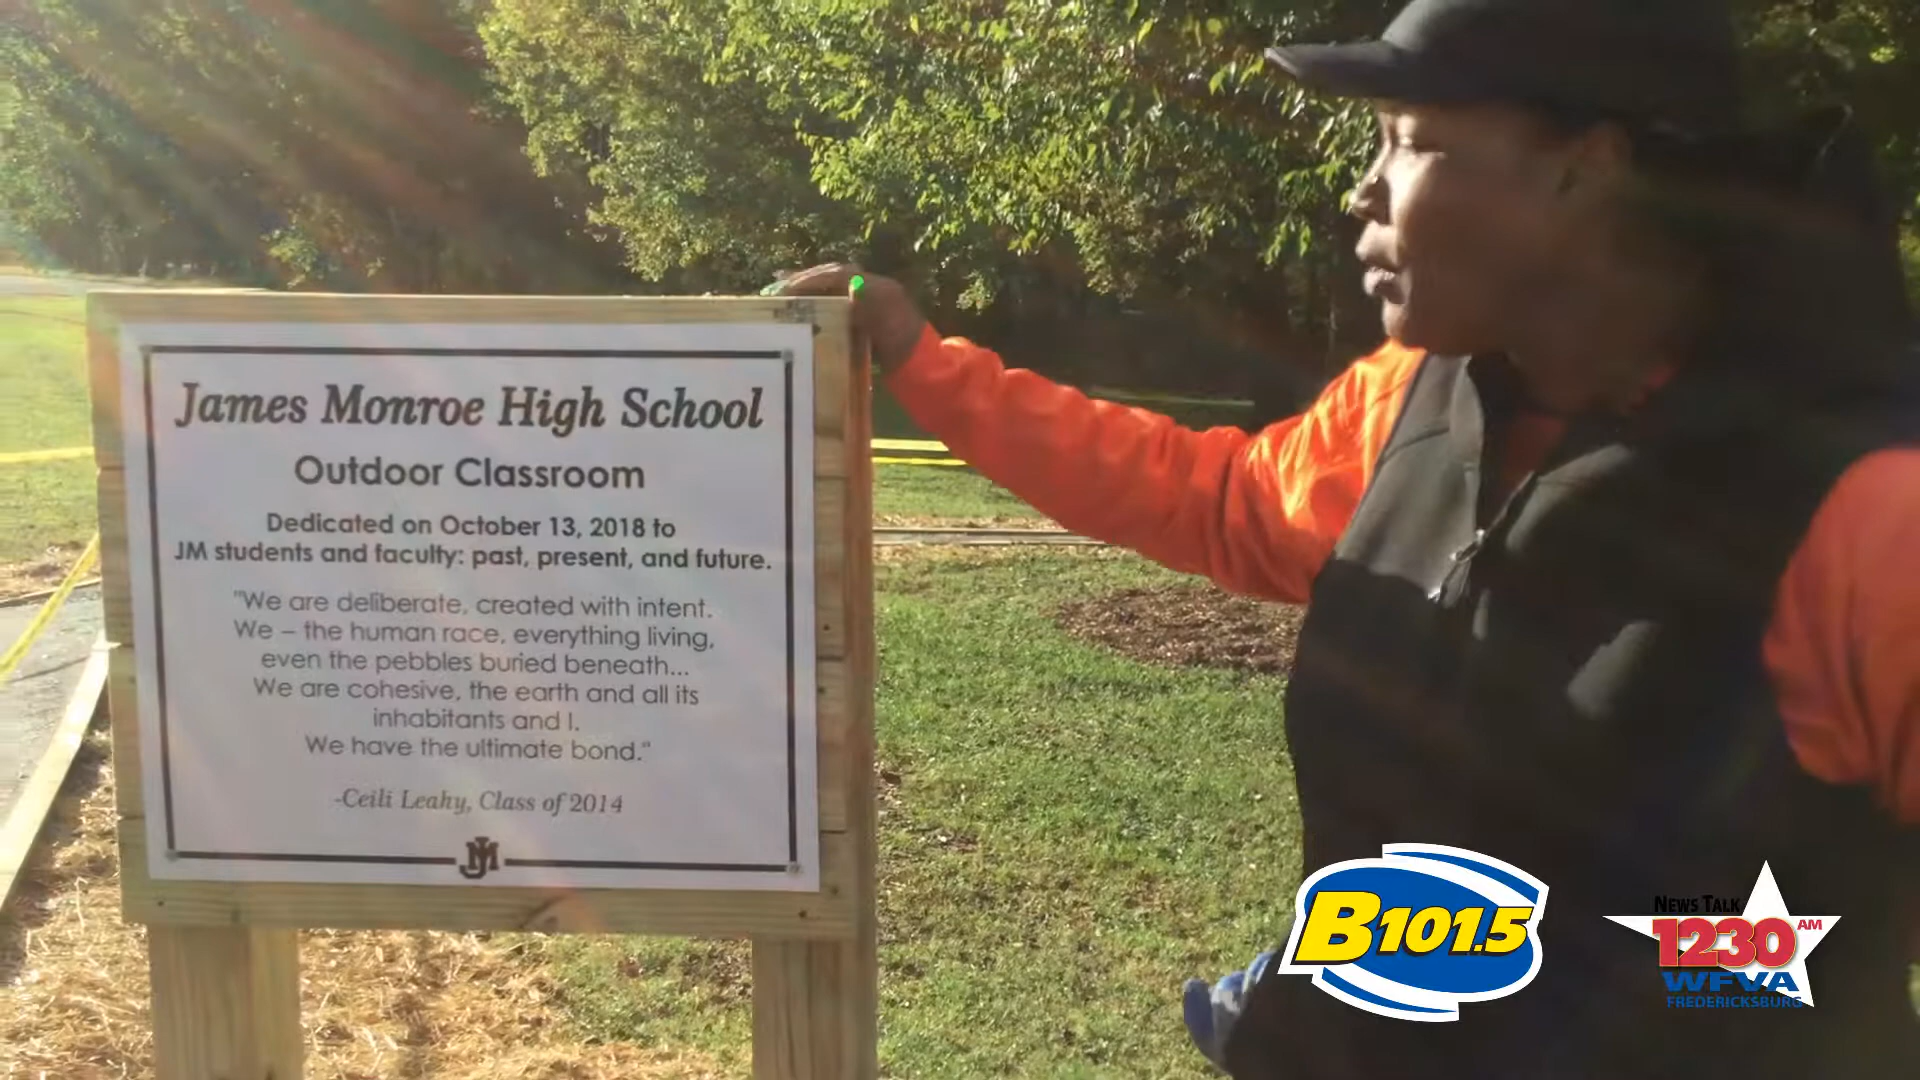 James Monroe High School
Outdoor Classroom
Dedicated on October 13, 2018 to
JM students and faculty: past, present, and future.
"We are deliberate, created with intent.
We – the human race, everything living,
even the pebbles buried beneath...
We are cohesive, the earth and all its
inhabitants and I.
We have the ultimate bond."
-Ceili Leahy, Class of 2014
JM
B101.5
NEWS TALK
1230 AM
WFVA
FREDERICKSBURG